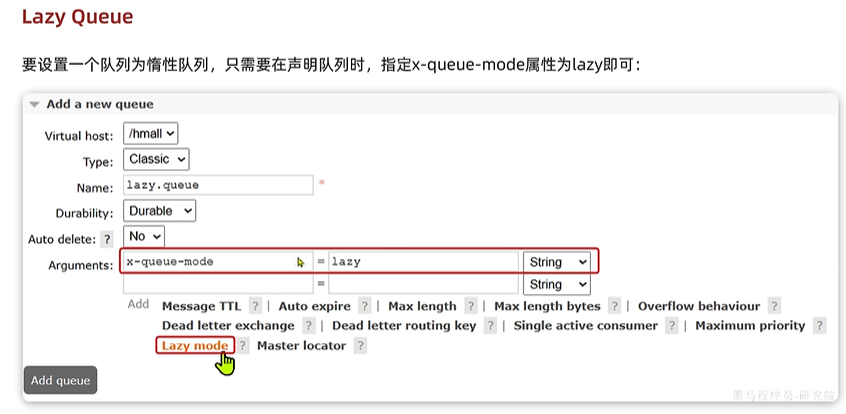 Lazy Queue
要设置一个队列为惰性队列，只需要在声明队列时，指定x-queue-mode属性为lazy即可：
Add a new queue
Virtual host: /hmall
Type: Classic
Name: lazy.queue *
Durability: Durable
Auto delete: ? No
Arguments: x-queue-mode = lazy String
= String
Add Message TTL ? | Auto expire ? | Max length ? | Max length bytes ? | Overflow behaviour ?
Dead letter exchange ? | Dead letter routing key ? | Single active consumer ? | Maximum priority ?
Lazy mode ? Master locator ?
Add queue
黑马程序员-研究院